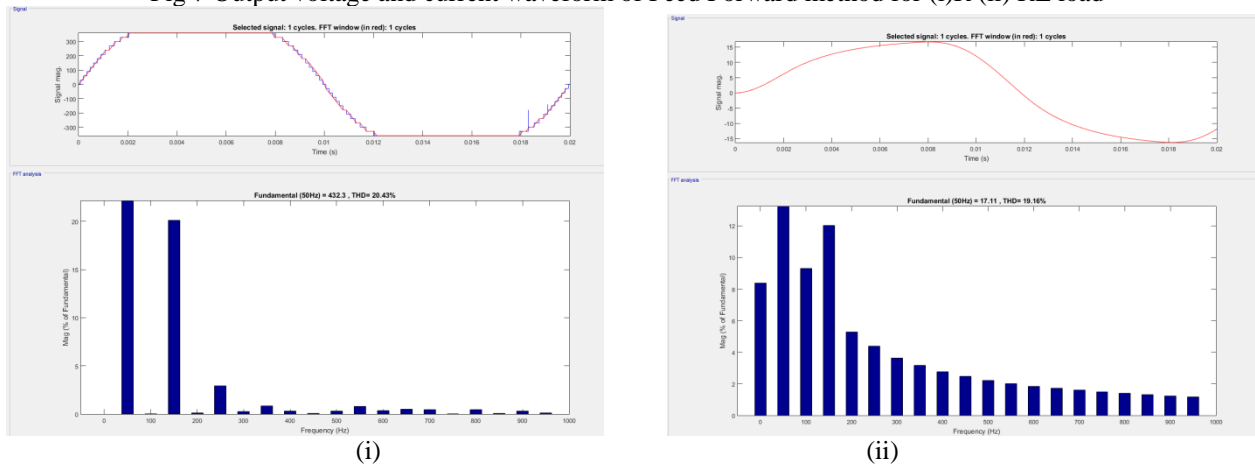 Fig 7 Output voltage and current waveform of Feed Forward method for (i)R (ii) RL load
Signal
Selected signal: 1 cycles. FFT window (in red): 1 cycles
300
200
100
0
-100
-200
-300
Signal mag.
0 0.002 0.004 0.006 0.008 0.01 0.012 0.014 0.016 0.018 0.02
Time (s)
FFT analysis
Fundamental (50Hz) = 432.3 , THD= 20.43%
20
15
10
5
0
Mag (% of Fundamental)
0 100 200 300 400 500 600 700 800 900 1000
Frequency (Hz)
(i)
Signal
Selected signal: 1 cycles. FFT window (in red): 1 cycles
15
10
5
0
-5
-10
-15
Signal mag.
0 0.002 0.004 0.006 0.008 0.01 0.012 0.014 0.016 0.018 0.02
Time (s)
FFT analysis
Fundamental (50Hz) = 17.11 , THD= 19.16%
12
10
8
6
4
2
0
Mag (% of Fundamental)
0 100 200 300 400 500 600 700 800 900 1000
Frequency (Hz)
(ii)